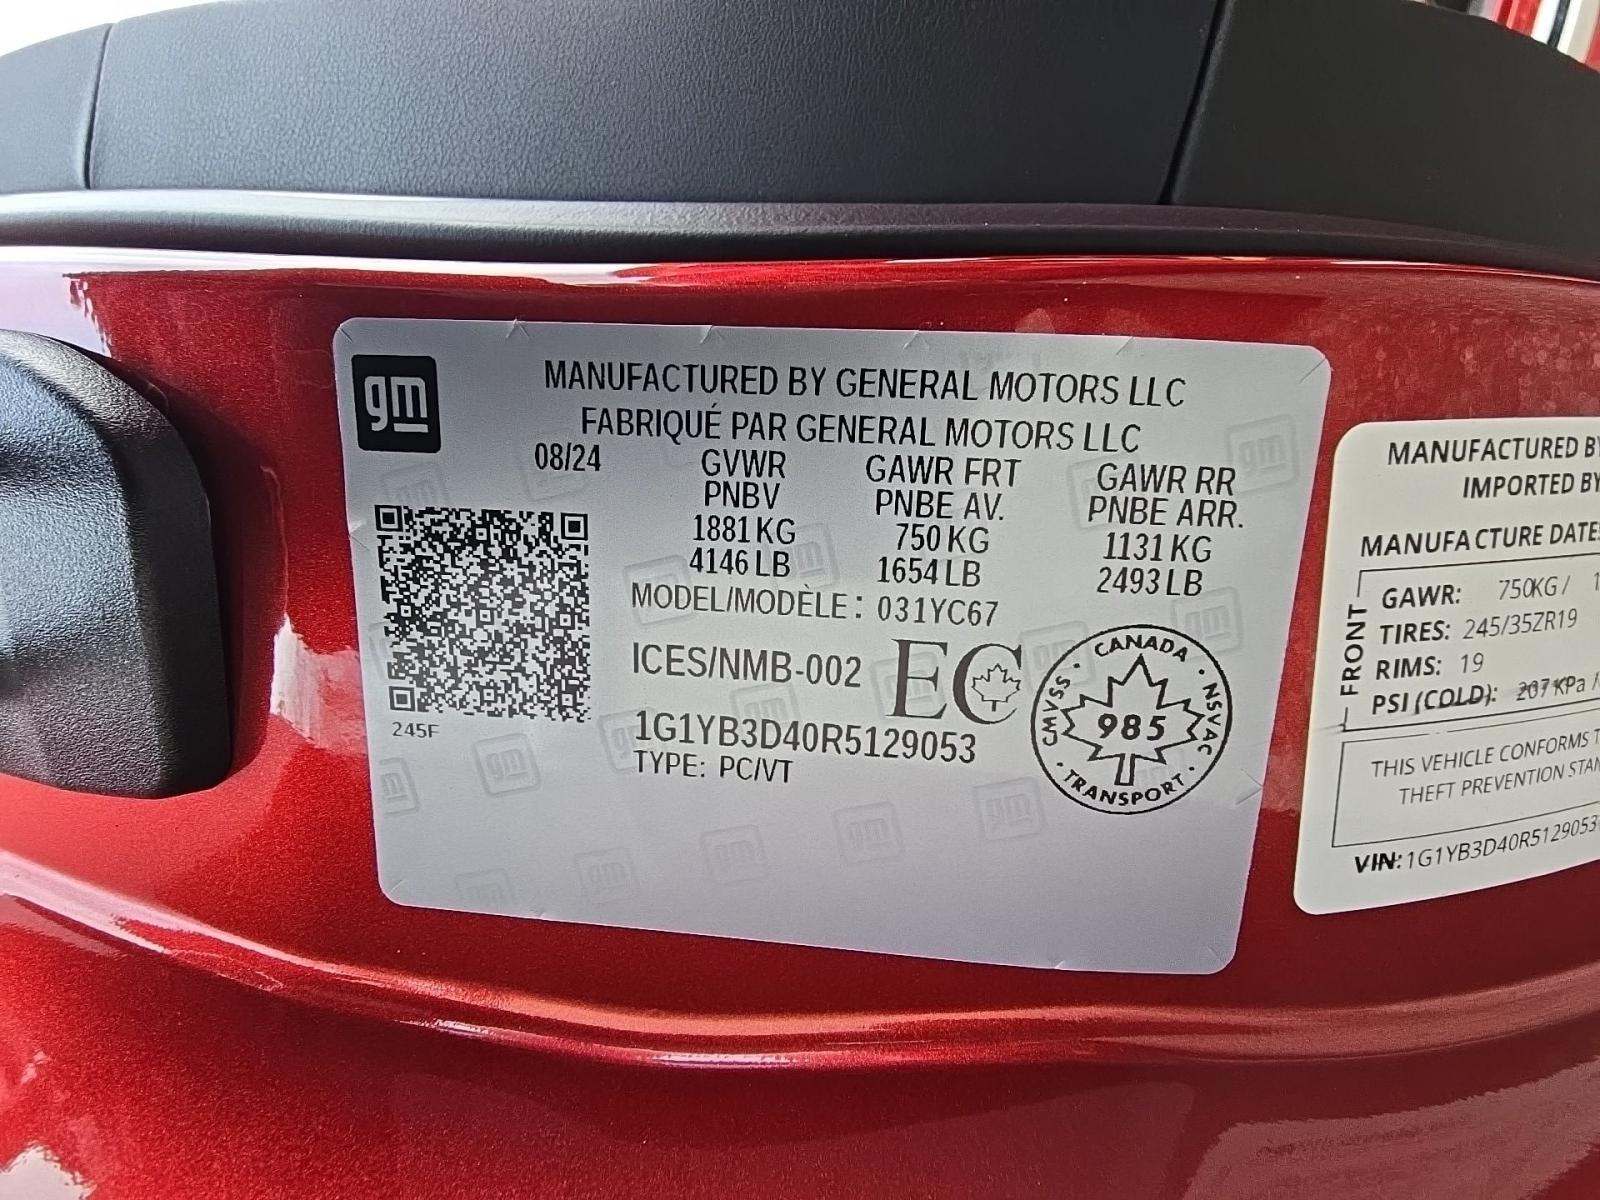 gm
MANUFACTURED BY GENERAL MOTORS LLC
FABRIQUÉ PAR GENERAL MOTORS LLC
08/24 GVWR GAWR FRT GAWR RR
PNBV PNBE AV. PNBE ARR.
1881 KG 750 KG 1131 KG
4146 LB 1654 LB 2493 LB
MODEL/MODÈLE: 031YC67
ICES/NMB-002 EC
245F
1G1YB3D40R5129053
TYPE: PC/VT
CANADA
CMVSS · NSVAC
985
TRANSPORT
MANUFACTURED BY
IMPORTED BY
MANUFACTURE DATE:
FRONT
GAWR: 750KG/ 1
TIRES: 245/35ZR19
RIMS: 19
PSI (COLD): 207 KPa /
THIS VEHICLE CONFORMS
THEFT PREVENTION
VIN: 1G1YB3D40R5129053